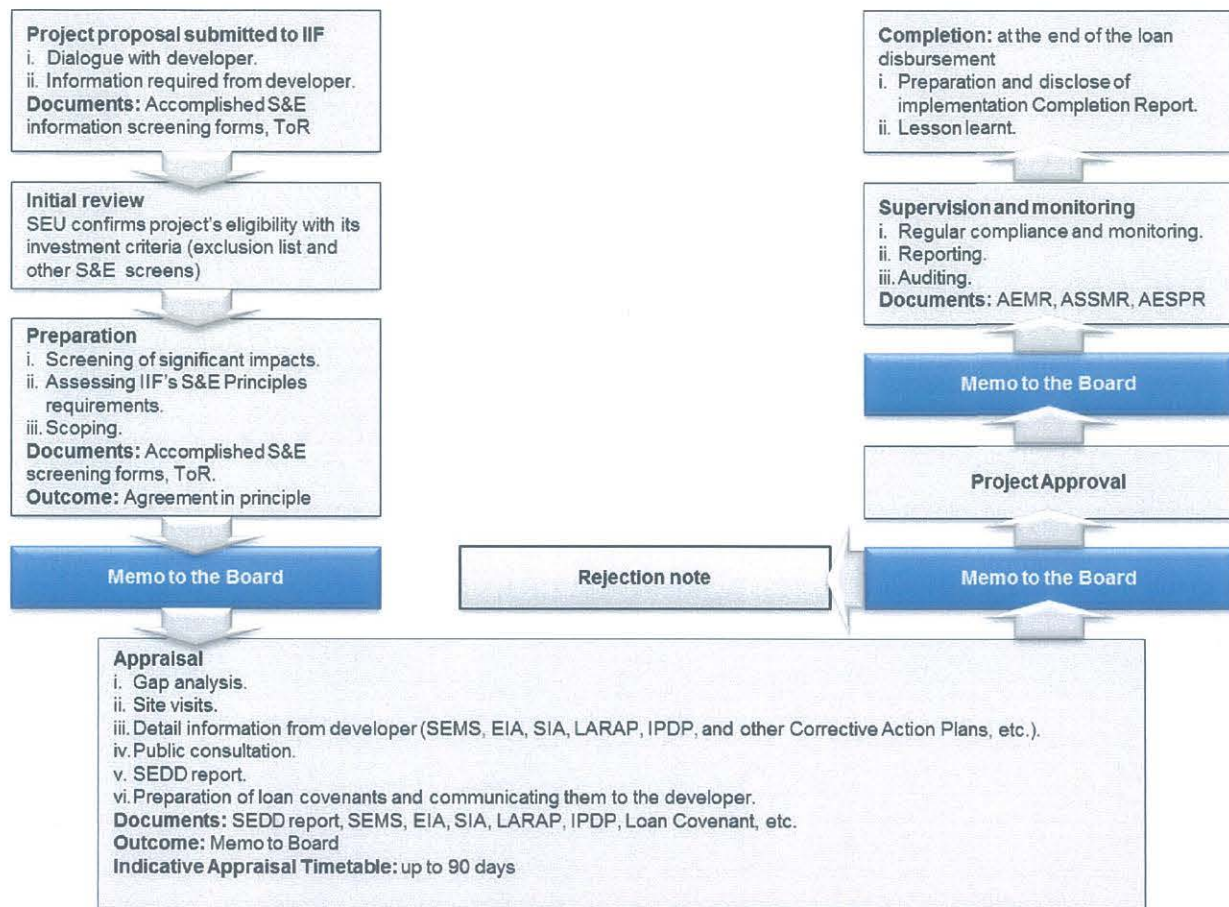 Project proposal submitted to IIF
i. Dialogue with developer.
ii. Information required from developer.
Documents: Accomplished S&E
information screening forms, ToR
Initial review
SEU confirms project's eligibility with its
investment criteria (exclusion list and
other S&E screens)
Preparation
i. Screening of significant impacts.
ii. Assessing IIF's S&E Principles
requirements.
iii. Scoping.
Documents: Accomplished S&E
screening forms, ToR.
Outcome: Agreement in principle
Memo to the Board
Appraisal
i. Gap analysis.
ii. Site visits.
iii. Detail information from developer (SEMS, EIA, SIA, LARAP, IPDP, and other Corrective Action Plans, etc.).
iv. Public consultation.
v. SEDD report.
vi. Preparation of loan covenants and communicating them to the developer.
Documents: SEDD report, SEMS, EIA, SIA, LARAP, IPDP, Loan Covenant, etc.
Outcome: Memo to Board
Indicative Appraisal Timetable: up to 90 days
Memo to the Board
Rejection note
Project Approval
Memo to the Board
Supervision and monitoring
i. Regular compliance and monitoring.
ii. Reporting.
iii. Auditing.
Documents: AEMR, ASSMR, AESPR
Completion: at the end of the loan
disbursement
i. Preparation and disclose of
implementation Completion Report.
ii. Lesson learnt.